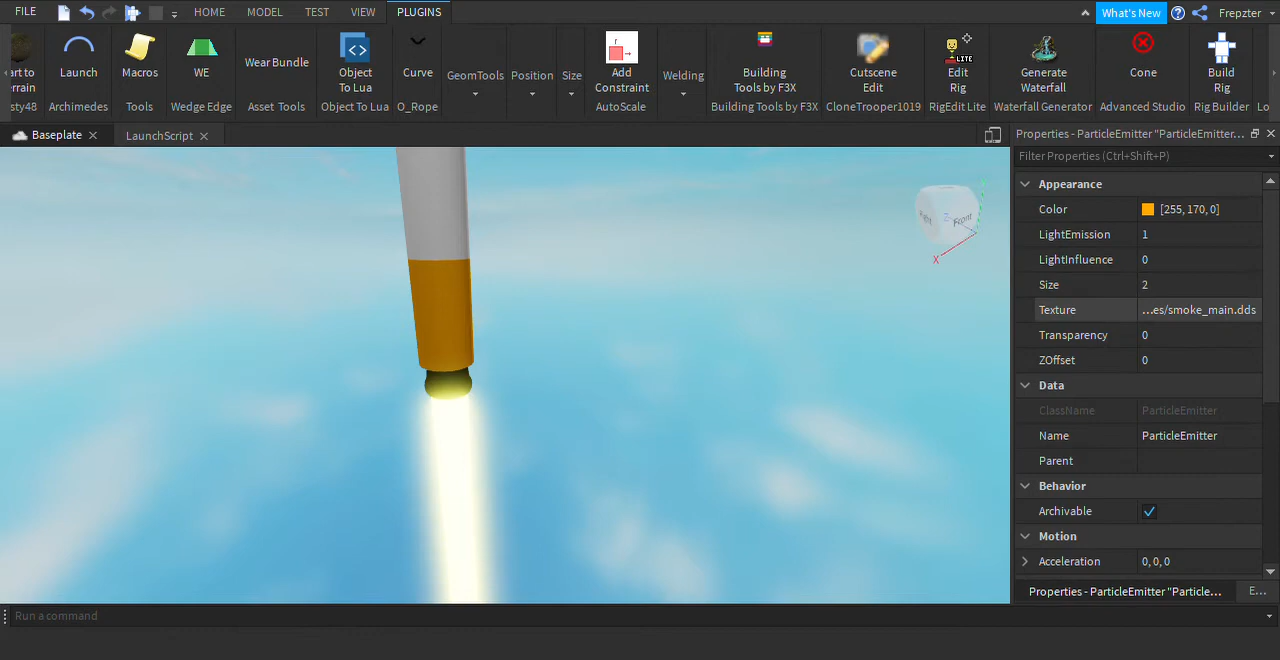 FILE
HOME
MODEL
TEST
VIEW
PLUGINS
What's New
Frepzter
art to
rrain
sty48
Launch
Archimedes
Macros
Tools
WE
Wedge Edge
Wear Bundle
Asset Tools
Object
To Lua
Object To Lua
Curve
O_Rope
GeomTools
Position
Size
Add
Constraint
AutoScale
Welding
Building
Tools by F3X
Building Tools by F3X
Cutscene
Edit
CloneTrooper1019
LITE
Edit
Rig
RigEdit Lite
Generate
Waterfall
Waterfall Generator
Cone
Advanced Studio
Build
Rig
Rig Builder
Lo
Baseplate
LaunchScript
Properties - ParticleEmitter "ParticleEmitter...
Filter Properties (Ctrl+Shift+P)
Appearance
Color [255, 170, 0]
LightEmission 1
LightInfluence 0
Size 2
Texture ...es/smoke_main.dds
Transparency 0
ZOffset 0
Data
ClassName ParticleEmitter
Name ParticleEmitter
Parent
Behavior
Archivable
Motion
Acceleration 0, 0, 0
Properties - ParticleEmitter "Particle...
E...
Right
Z
Front
X
Run a command